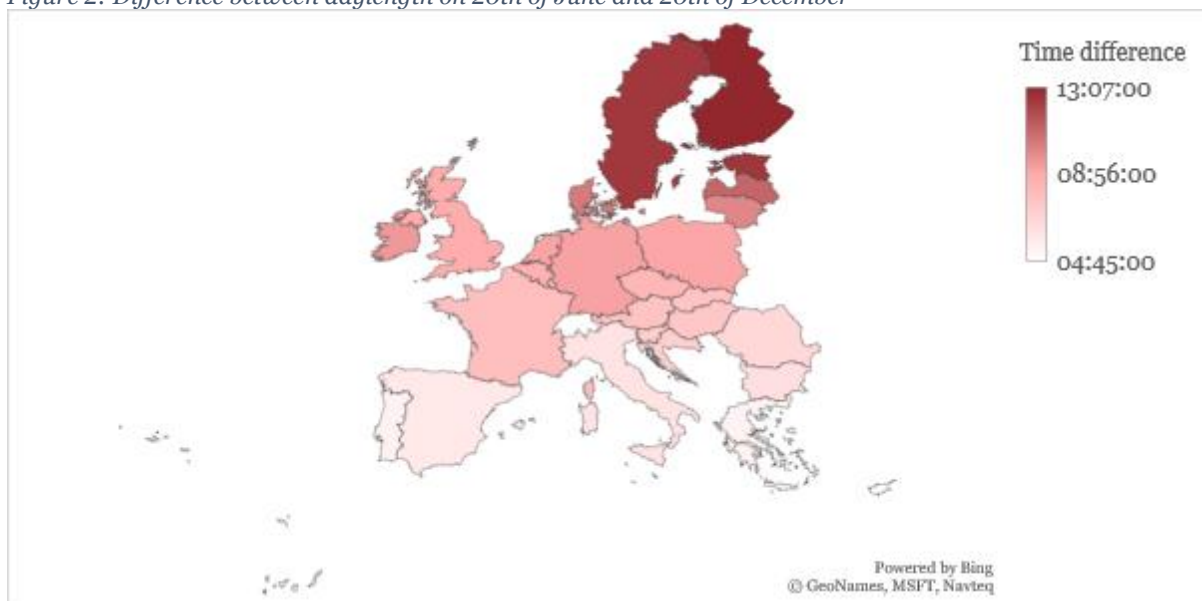 Figure 2: Difference between daylength on 20th of June and 20th of December
Time difference
13:07:00
08:56:00
04:45:00
Powered by Bing
© GeoNames, MSFT, Navteq